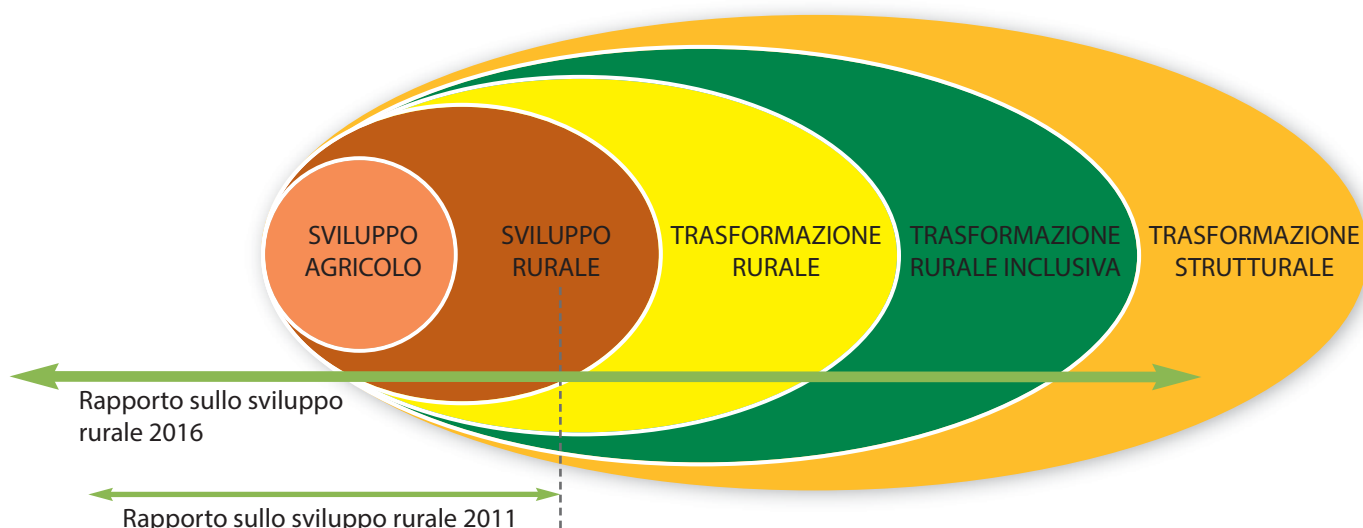 SVILUPPO
AGRICOLO
SVILUPPO
RURALE
TRASFORMAZIONE
RURALE
TRASFORMAZIONE
RURALE INCLUSIVA
TRASFORMAZIONE
STRUTTURALE
Rapporto sullo sviluppo
rurale 2016
Rapporto sullo sviluppo rurale 2011